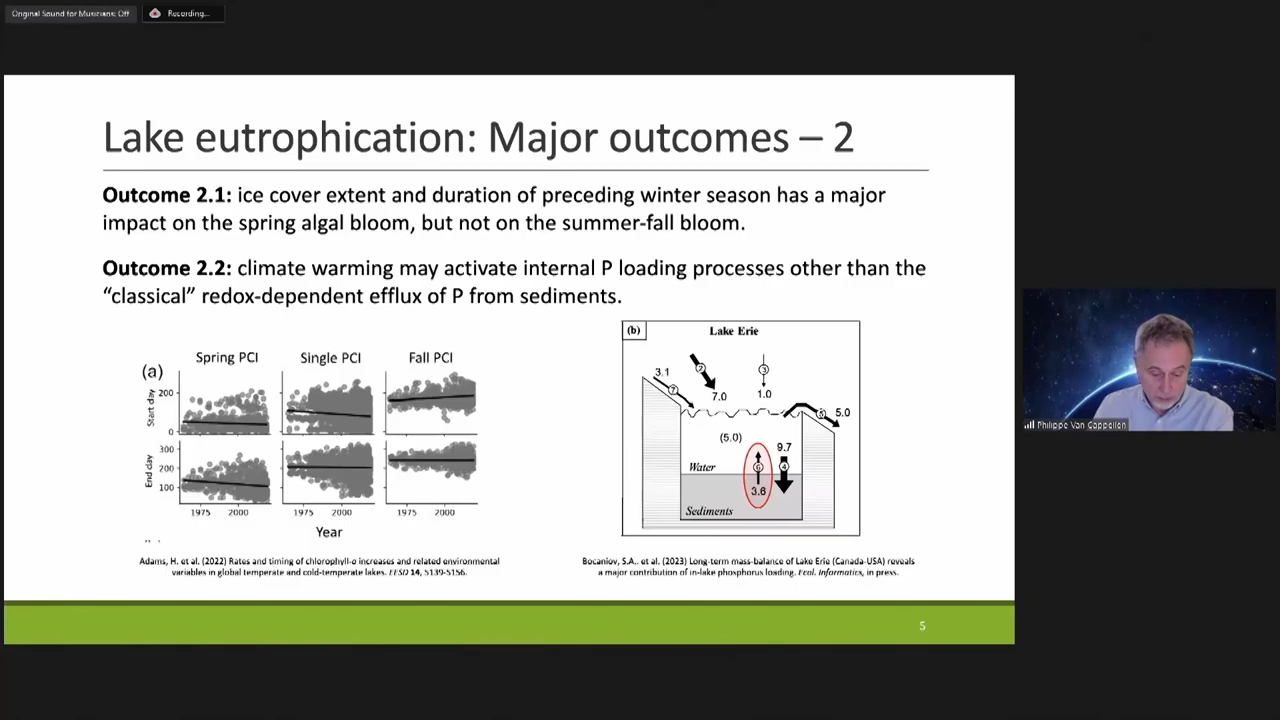 Original Sound for Musicians: Off
Recording...
Lake eutrophication: Major outcomes – 2
Outcome 2.1: ice cover extent and duration of preceding winter season has a major
impact on the spring algal bloom, but not on the summer-fall bloom.
Outcome 2.2: climate warming may activate internal P loading processes other than the
“classical” redox-dependent efflux of P from sediments.
(a)
Spring PCI
Single PCI
Fall PCI
Start day
200
0
End day
300
200
100
1975 2000
1975 2000
1975 2000
Year
Adams, H. et al. (2022) Rates and timing of chlorophyll-a increases and related environmental
variables in global temperate and cold-temperate lakes. EESD 14, 5139-5156.
(b)
Lake Erie
3.1
7.0
1.0
5.0
(5.0)
9.7
Water
3.6
Sediments
Bocaniov, S.A.. et al. (2023) Long-term mass-balance of Lake Erie (Canada-USA) reveals
a major contribution of in-lake phosphorus loading. Ecol. Informatics, in press.
5
Philippe Van Cappellen